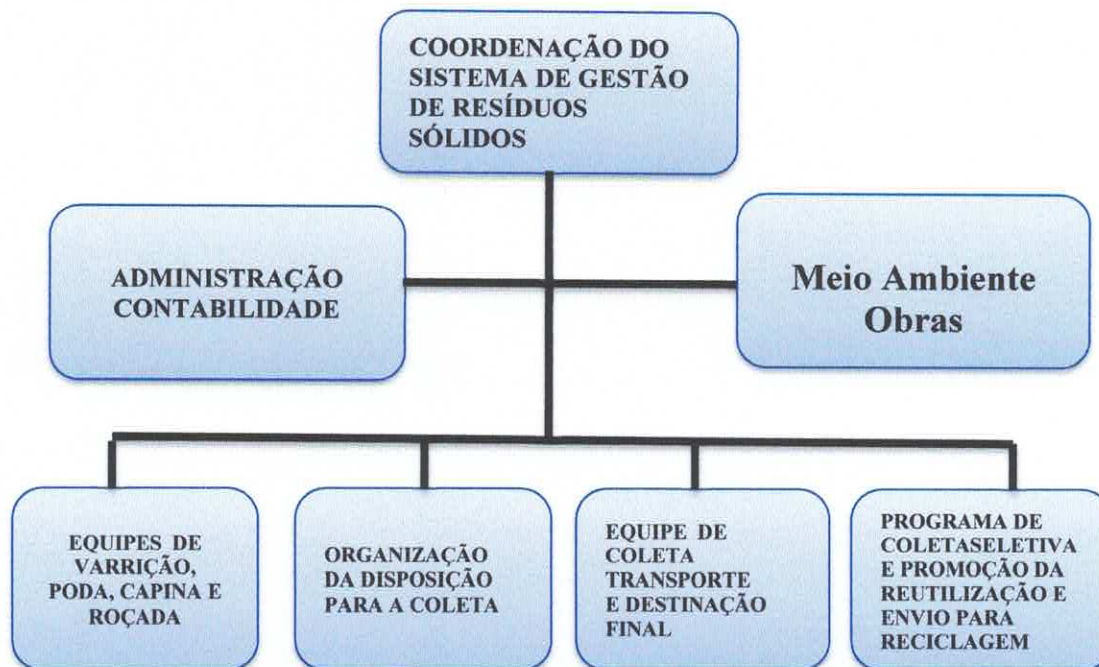 COORDENAÇÃO DO
SISTEMA DE GESTÃO
DE RESÍDUOS
SÓLIDOS
ADMINISTRAÇÃO
CONTABILIDADE
Meio Ambiente
Obras
EQUIPES DE
VARRIÇÃO,
PODA, CAPINA E
ROÇADA
ORGANIZAÇÃO
DA DISPOSIÇÃO
PARA A COLETA
EQUIPE DE
COLETA
TRANSPORTE
E DESTINAÇÃO
FINAL
PROGRAMA DE
COLETASELETIVA
E PROMOÇÃO DA
REUTILIZAÇÃO E
ENVIO PARA
RECICLAGEM